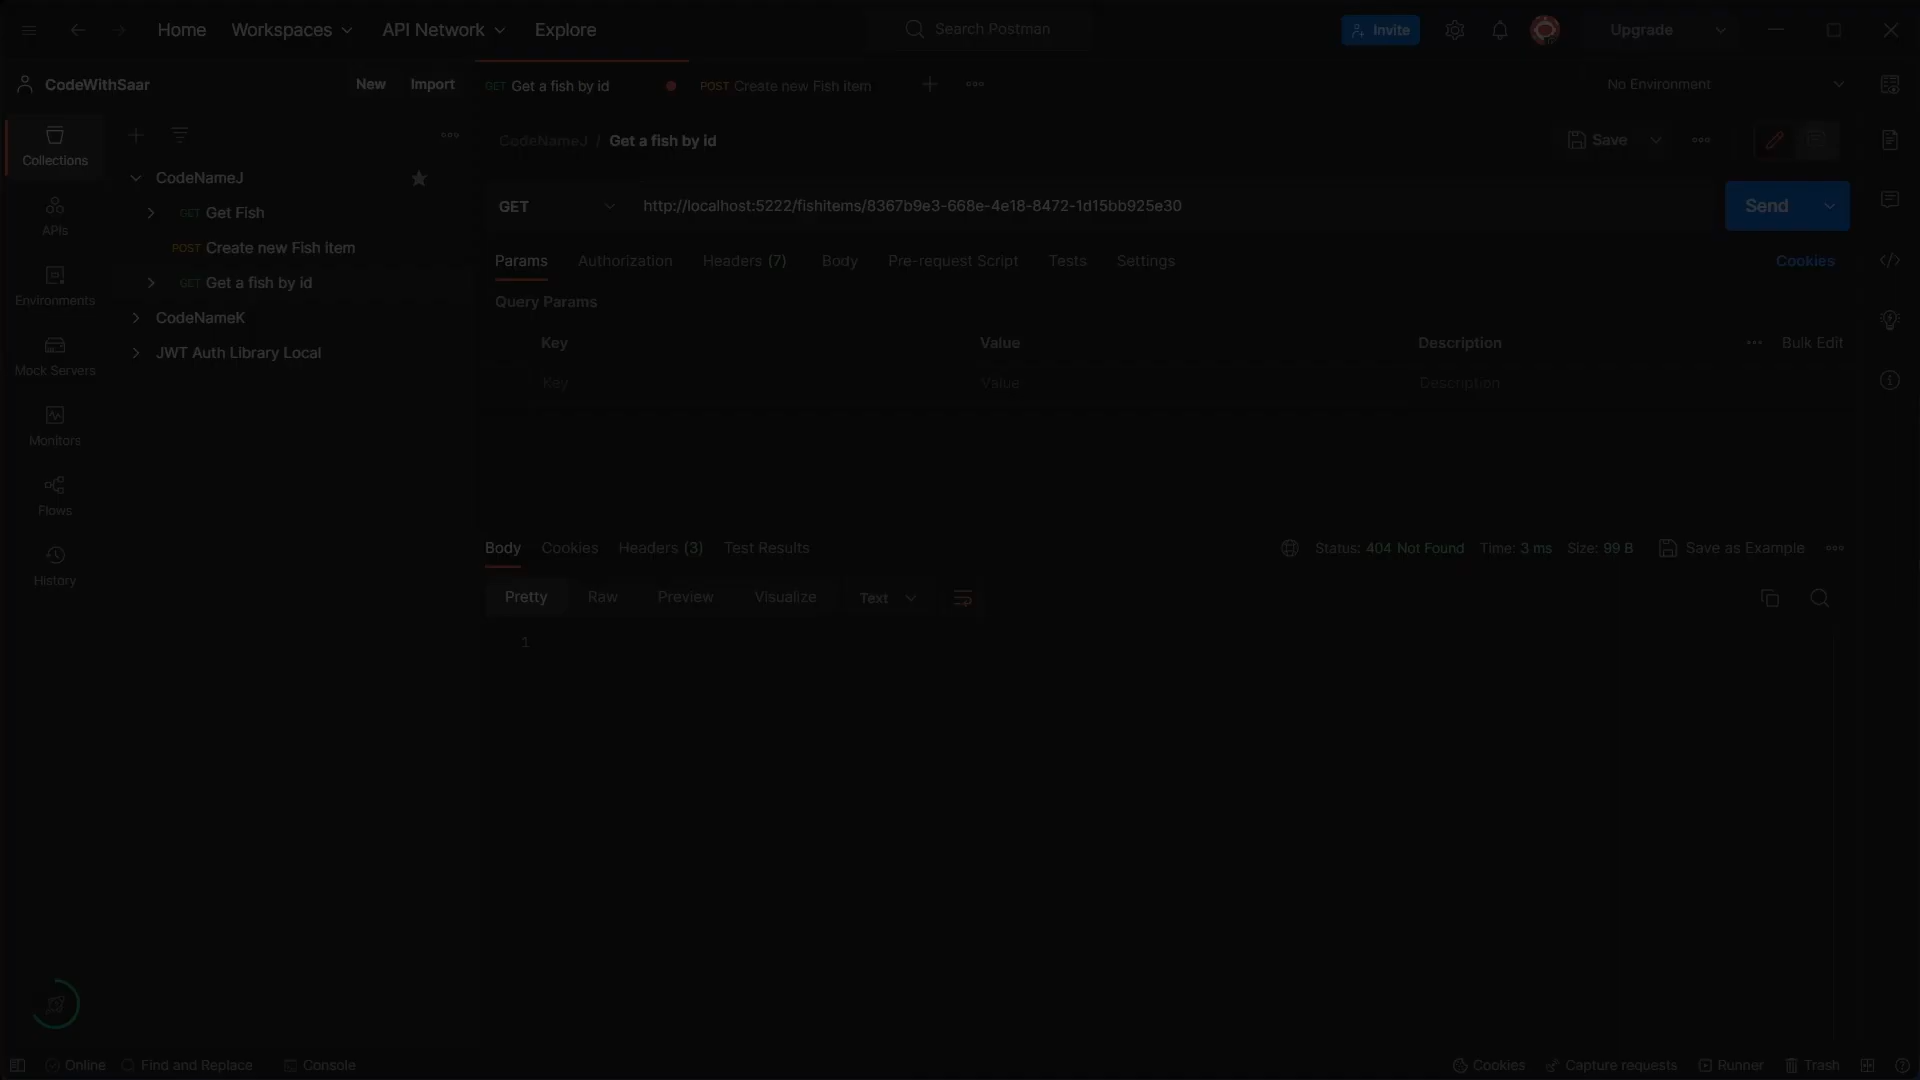 Home Workspaces API Network Explore Search Postman Invite Upgrade
CodeWithSaar New Import GET Get a fish by id POST Create new Fish item No Environment
CodeNameJ / Get a fish by id Save
Collections
CodeNameJ
GET Get Fish
POST Create new Fish item
GET Get a fish by id
CodeNameK
JWT Auth Library Local
APIs
Environments
Mock Servers
Monitors
Flows
History
GET http://localhost:5222/fishitems/8367b9e3-668e-4e18-8472-1d15bb925e30 Send
Params Authorization Headers (7) Body Pre-request Script Tests Settings Cookies
Query Params
Key Value Description Bulk Edit
Key Value Description
Body Cookies Headers (3) Test Results Status: 404 Not Found Time: 3 ms Size: 99 B Save as Example
Pretty Raw Preview Visualize Text
1
Online Find and Replace Console Cookies Capture requests Runner Trash